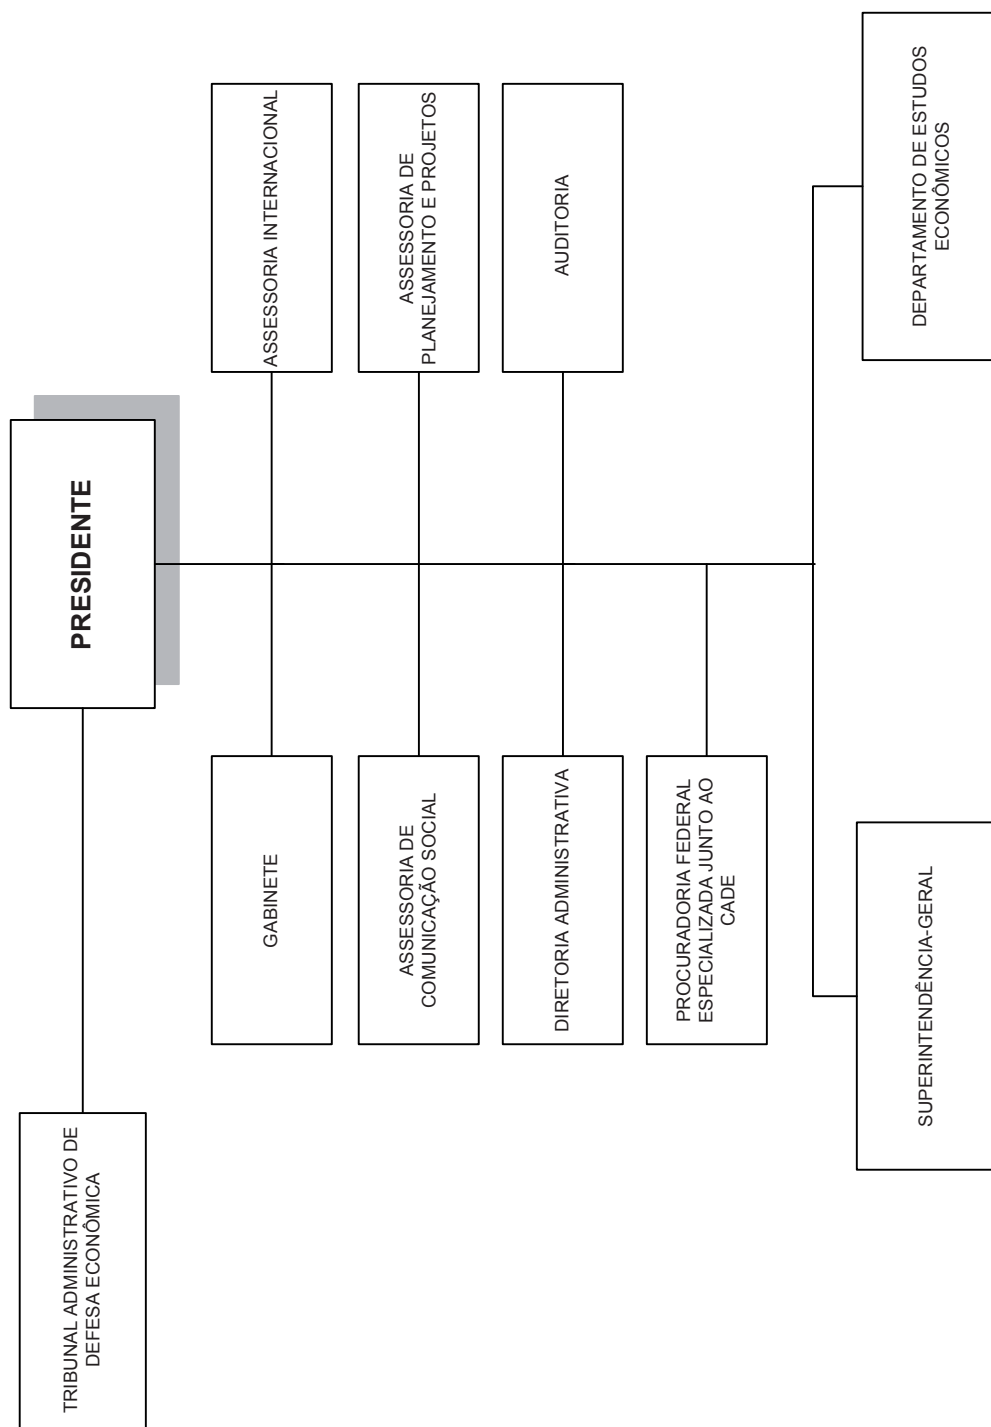 PRESIDENTE
TRIBUNAL ADMINISTRATIVO DE
DEFESA ECONÔMICA
GABINETE
ASSESSORIA INTERNACIONAL
ASSESSORIA DE
COMUNICAÇÃO SOCIAL
ASSESSORIA DE
PLANEJAMENTO E PROJETOS
DIRETORIA ADMINISTRATIVA
AUDITORIA
PROCURADORIA FEDERAL
ESPECIALIZADA JUNTO AO
CADE
SUPERINTENDÊNCIA-GERAL
DEPARTAMENTO DE ESTUDOS
ECONÔMICOS